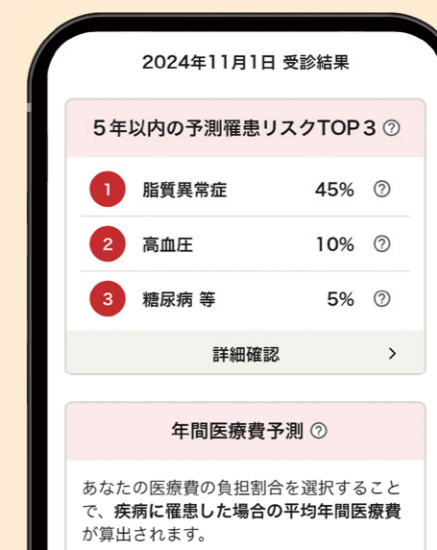 2024年11月1日 受診結果
5年以内の予測罹患リスクTOP3 ?
1 脂質異常症 45% ?
2 高血圧 10% ?
3 糖尿病 等 5% ?
詳細確認 >
年間医療費予測 ?
あなたの医療費の負担割合を選択すること
で、疾病に罹患した場合の平均年間医療費
が算出されます。